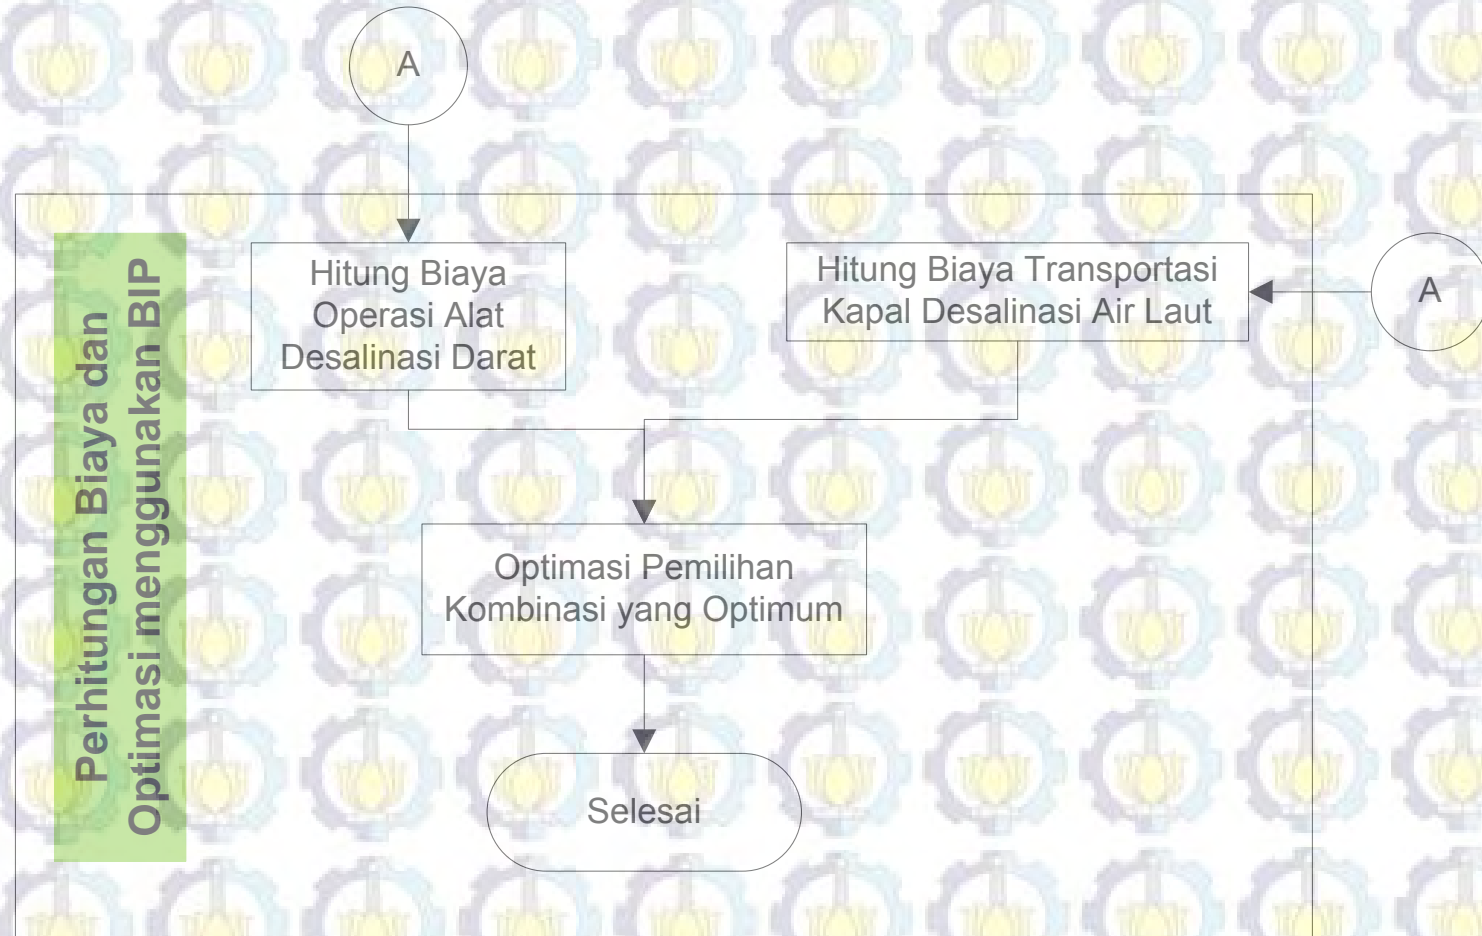 A
Perhitungan Biaya dan
Optimasi menggunakan BIP
Hitung Biaya
Operasi Alat
Desalinasi Darat
Hitung Biaya Transportasi
Kapal Desalinasi Air Laut
A
Optimasi Pemilihan
Kombinasi yang Optimum
Selesai